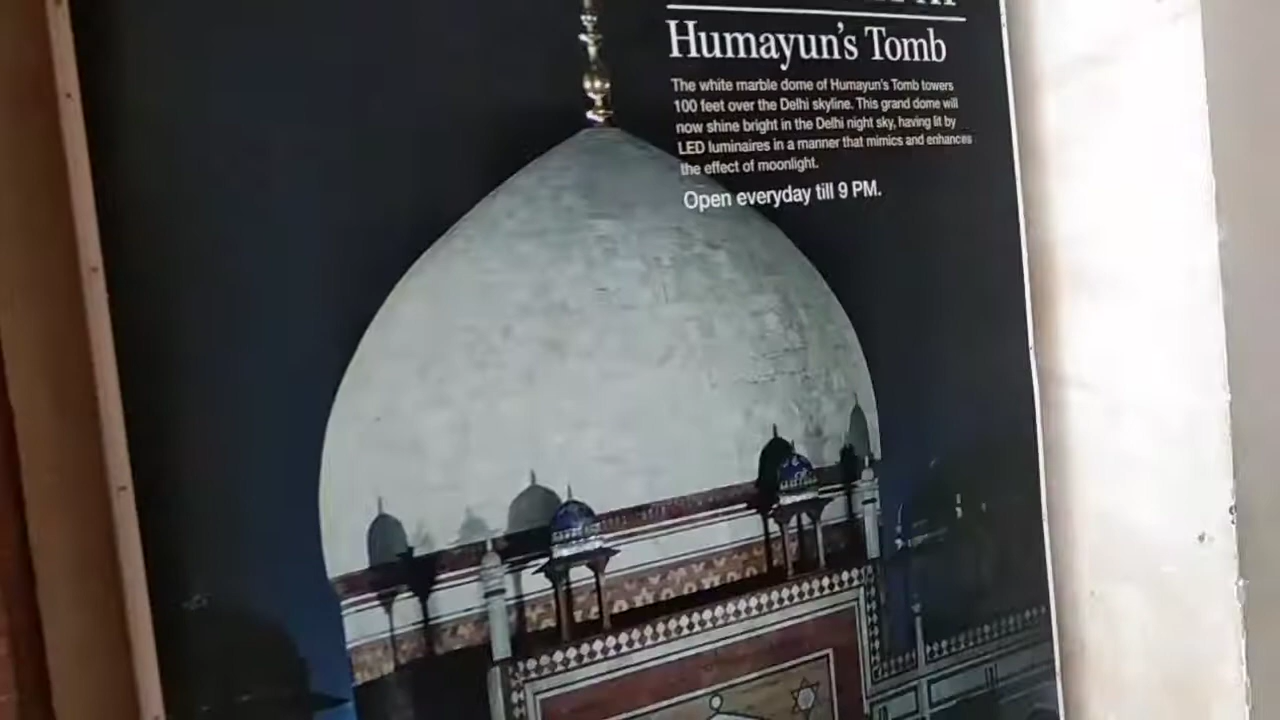 Humayun's Tomb
The white marble dome of Humayun's Tomb towers
100 feet over the Delhi skyline. This grand dome will
now shine bright in the Delhi night sky, having lit by
LED luminaires in a manner that mimics and enhances
the effect of moonlight.
Open everyday till 9 PM.